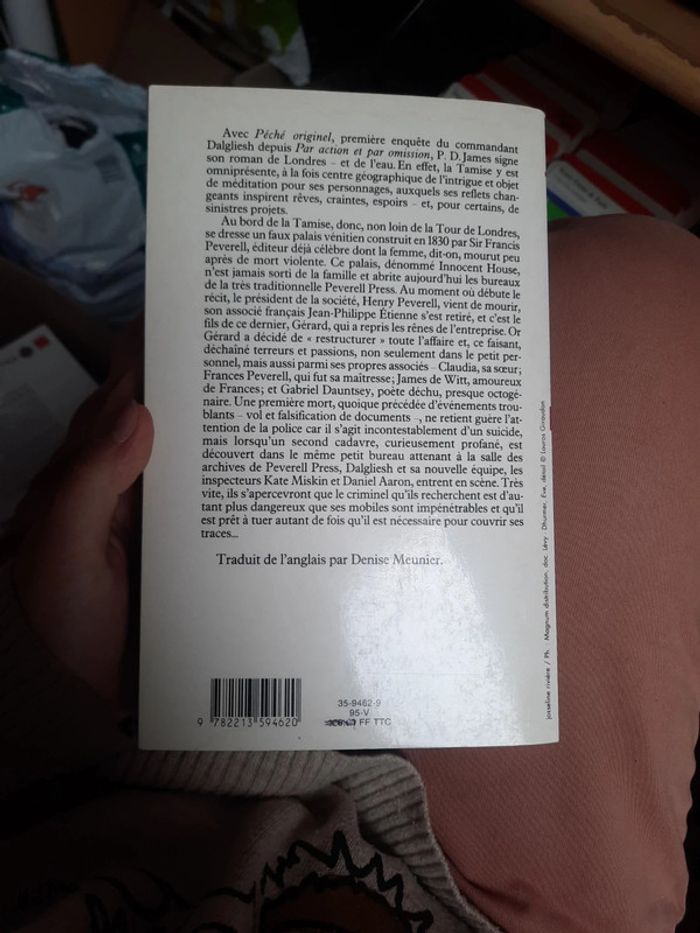 Avec Péché originel, première enquête du commandant
Dalgliesh depuis Par action et par omission, P. D. James signe
son roman de Londres – et de l'eau. En effet, la Tamise y est
omniprésente, à la fois centre géographique de l'intrigue et objet
de méditation pour ses personnages, auxquels ses reflets chan-
geants inspirent rêves, craintes, espoirs – et, pour certains, de
sinistres projets.
Au bord de la Tamise, donc, non loin de la Tour de Londres,
se dresse un faux palais vénitien construit en 1830 par Sir Francis
Peverell, éditeur déjà célèbre dont la femme, dit-on, mourut peu
après de mort violente. Ce palais, dénommé Innocent House,
n'est jamais sorti de la famille et abrite aujourd'hui les bureaux
de la très traditionnelle Peverell Press. Au moment où débute le
récit, le président de la société, Henry Peverell, vient de mourir,
son associé français Jean-Philippe Étienne s'est retiré, et c'est le
fils de ce dernier, Gérard, qui a repris les rênes de l'entreprise. Or
Gérard a décidé de « restructurer » toute l'affaire et, ce faisant,
déchaîné terreurs et passions, non seulement dans le petit per-
sonnel, mais aussi parmi ses propres associés – Claudia, sa sœur;
Frances Peverell, qui fut sa maîtresse; James de Witt, amoureux
de Frances; et Gabriel Dauntsey, poète déchu, presque octogé-
naire. Une première mort, quoique précédée d'événements trou-
blants – vol et falsification de documents –, ne retient guère l'at-
tention de la police car il s'agit incontestablement d'un suicide,
mais lorsqu'un second cadavre, curieusement profané, est
découvert dans le même petit bureau attenant à la salle des
archives de Peverell Press, Dalgliesh et sa nouvelle équipe, les
inspecteurs Kate Miskin et Daniel Aaron, entrent en scène. Très
vite, ils s'apercevront que le criminel qu'ils recherchent est d'au-
tant plus dangereux que ses mobiles sont impénétrables et qu'il
est prêt à tuer autant de fois qu'il est nécessaire pour couvrir ses
traces...
Traduit de l'anglais par Denise Meunier.
9 782213 594620
35-9462-9
95-V
FF TTC
Josseline rivière / Ph. Magnum distribution, doc. Lévy. Dhurmer, Eve, détail © Lauros Giraudon